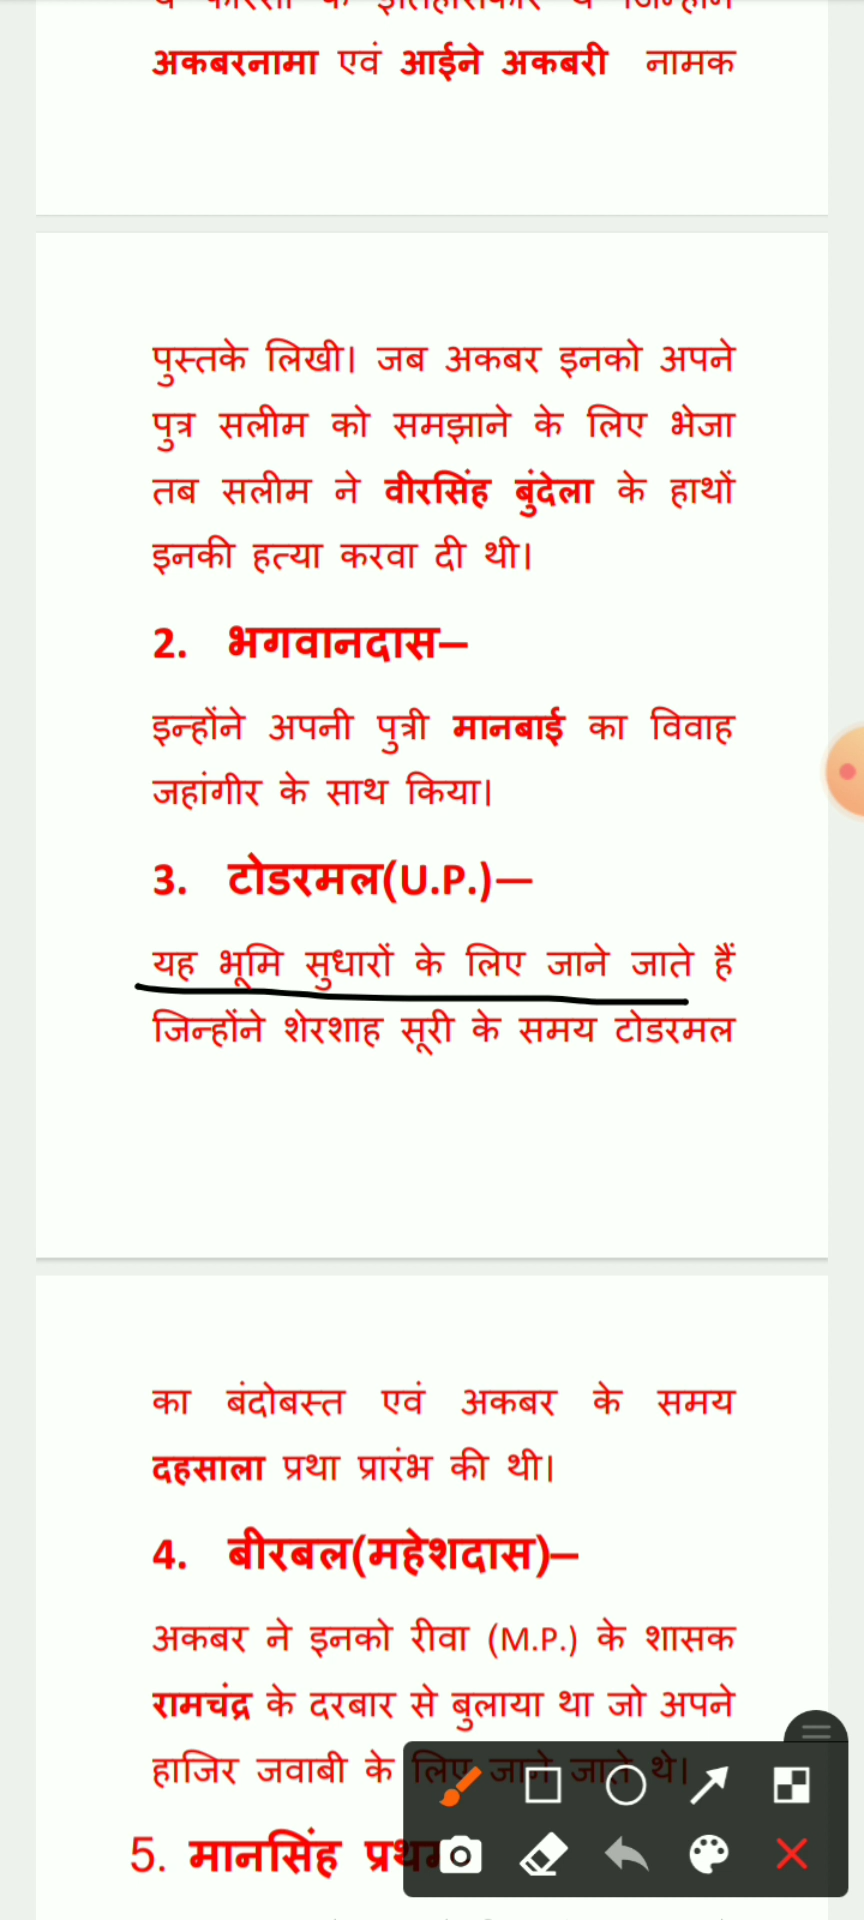 अकबरनामा एवं आईने अकबरी नामक
पुस्तके लिखी। जब अकबर इनको अपने
पुत्र सलीम को समझाने के लिए भेजा
तब सलीम ने वीरसिंह बुंदेला के हाथों
इनकी हत्या करवा दी थी।
2. भगवानदास–
इन्होंने अपनी पुत्री मानबाई का विवाह
जहांगीर के साथ किया।
3. टोडरमल(U.P.)—
यह भूमि सुधारों के लिए जाने जाते हैं
जिन्होंने शेरशाह सूरी के समय टोडरमल
का बंदोबस्त एवं अकबर के समय
दहसाला प्रथा प्रारंभ की थी।
4. बीरबल(महेशदास)–
अकबर ने इनको रीवा (M.P.) के शासक
रामचंद्र के दरबार से बुलाया था जो अपने
हाजिर जवाबी के लिए जाने जाते थे।
5. मानसिंह प्रथम